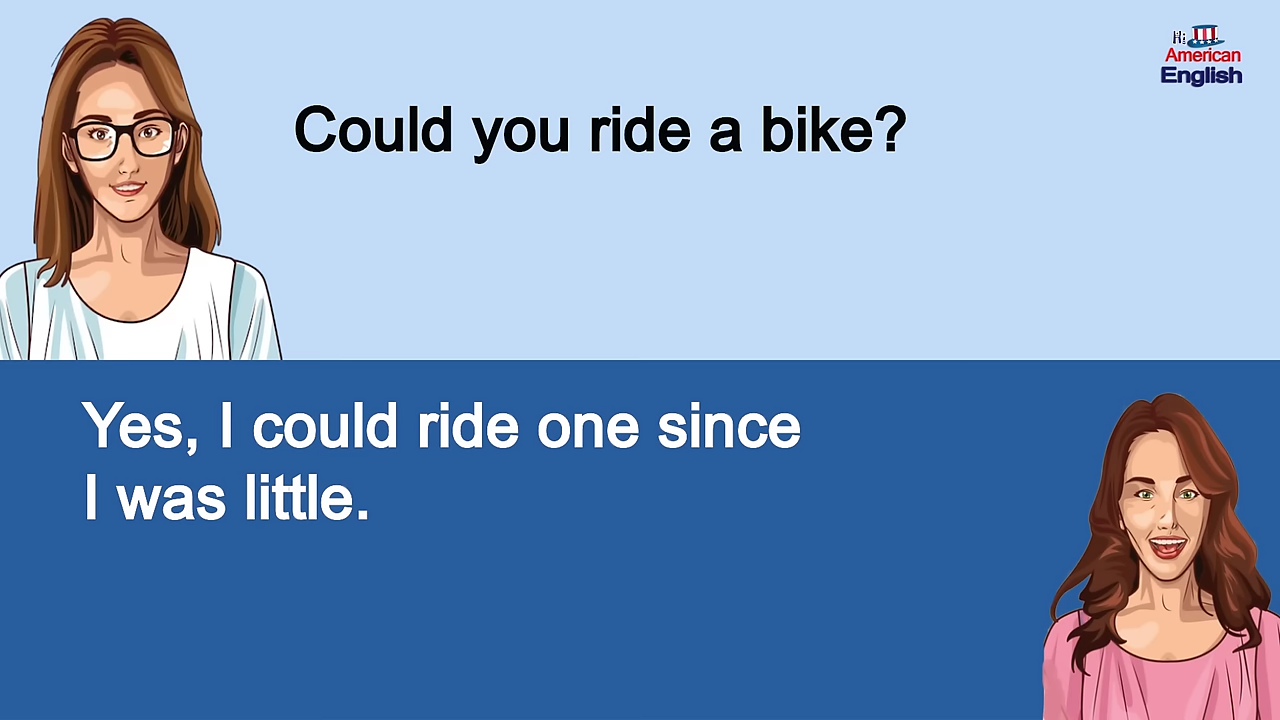 Hi
American
English
Could you ride a bike?
Yes, I could ride one since
I was little.